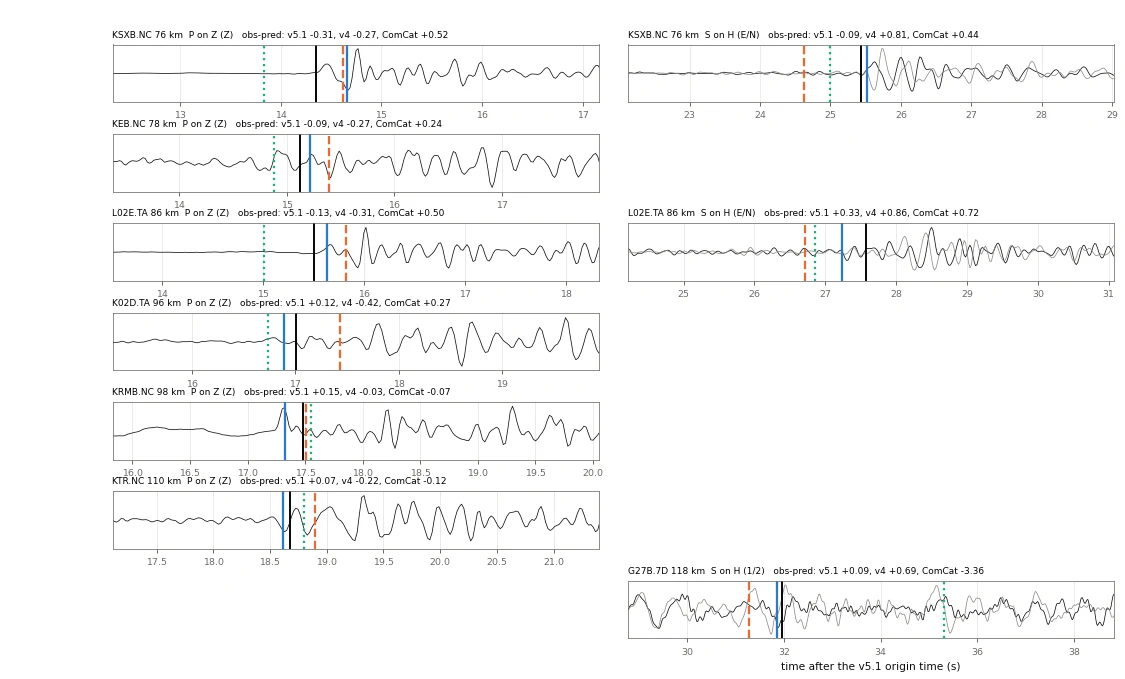 KSXB.NC 76 km P on Z (Z) obs-pred: v5.1 -0.31, v4 -0.27, ComCat +0.52
13 14 15 16 17
KSXB.NC 76 km S on H (E/N) obs-pred: v5.1 -0.09, v4 +0.81, ComCat +0.44
23 24 25 26 27 28 29
KEB.NC 78 km P on Z (Z) obs-pred: v5.1 -0.09, v4 -0.27, ComCat +0.24
14 15 16 17
L02E.TA 86 km P on Z (Z) obs-pred: v5.1 -0.13, v4 -0.31, ComCat +0.50
14 15 16 17 18
L02E.TA 86 km S on H (E/N) obs-pred: v5.1 +0.33, v4 +0.86, ComCat +0.72
25 26 27 28 29 30 31
K02D.TA 96 km P on Z (Z) obs-pred: v5.1 +0.12, v4 -0.42, ComCat +0.27
16 17 18 19
KRMB.NC 98 km P on Z (Z) obs-pred: v5.1 +0.15, v4 -0.03, ComCat -0.07
16.0 16.5 17.0 17.5 18.0 18.5 19.0 19.5 20.0
KTR.NC 110 km P on Z (Z) obs-pred: v5.1 +0.07, v4 -0.22, ComCat -0.12
17.5 18.0 18.5 19.0 19.5 20.0 20.5 21.0
G27B.7D 118 km S on H (1/2) obs-pred: v5.1 +0.09, v4 +0.69, ComCat -3.36
30 32 34 36 38
time after the v5.1 origin time (s)